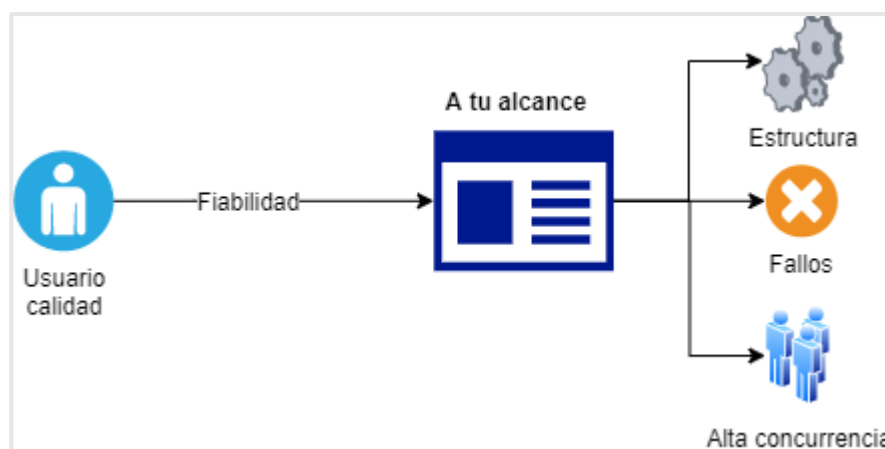 A tu alcance
Estructura
Fiabilidad
Usuario
calidad
Fallos
Alta concurrencia